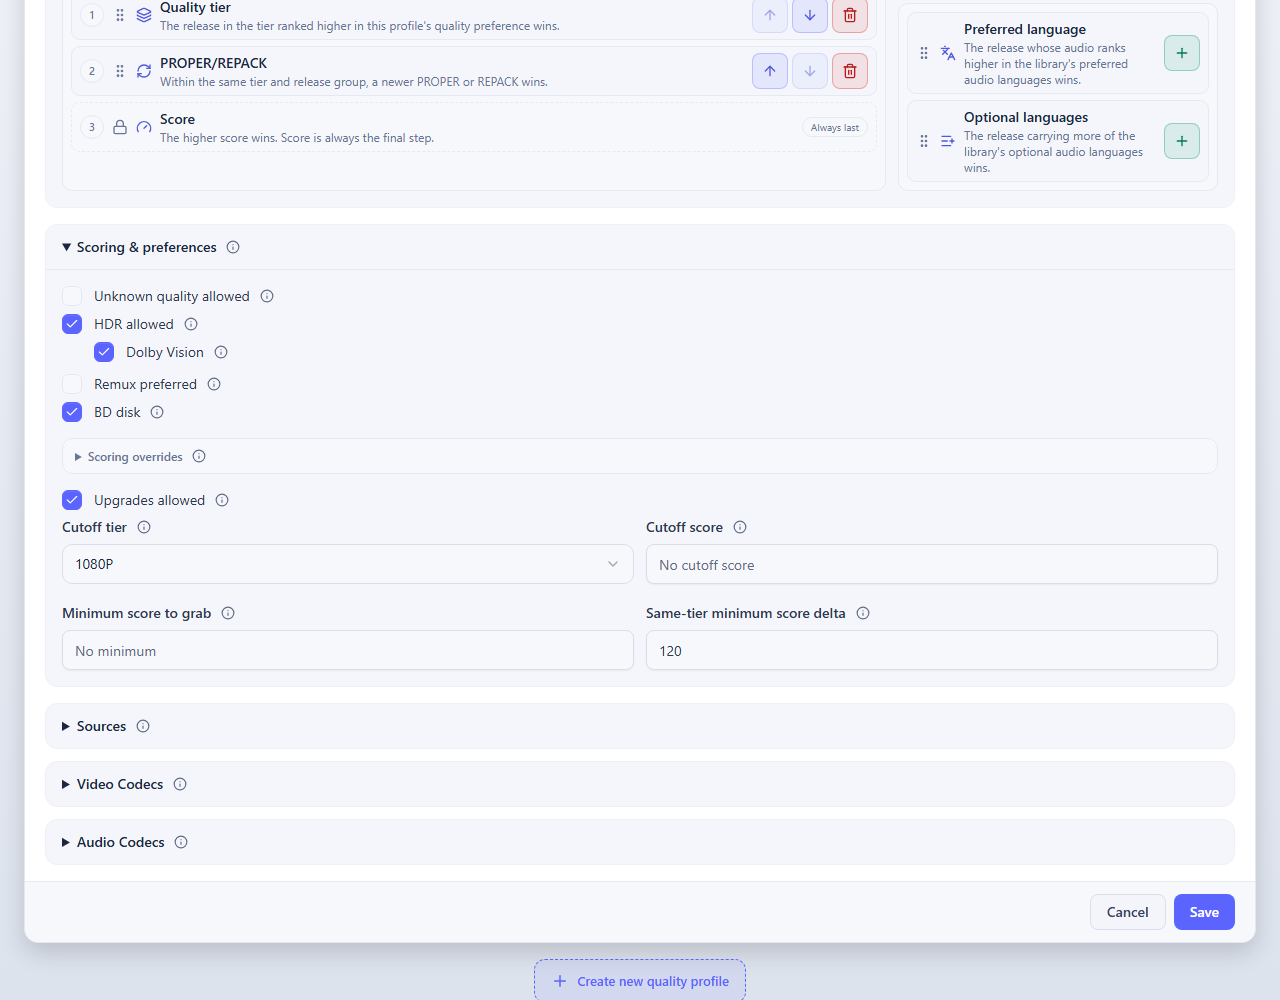 1
Quality tier
The release in the tier ranked higher in this profile's quality preference wins.
2
PROPER/REPACK
Within the same tier and release group, a newer PROPER or REPACK wins.
3
Score
The higher score wins. Score is always the final step.
Always last
Preferred language
The release whose audio ranks
higher in the library's preferred
audio languages wins.
Optional languages
The release carrying more of the
library's optional audio languages
wins.
Scoring & preferences
Unknown quality allowed
HDR allowed
Dolby Vision
Remux preferred
BD disk
Scoring overrides
Upgrades allowed
Cutoff tier
1080P
Cutoff score
No cutoff score
Minimum score to grab
No minimum
Same-tier minimum score delta
120
Sources
Video Codecs
Audio Codecs
Cancel
Save
Create new quality profile